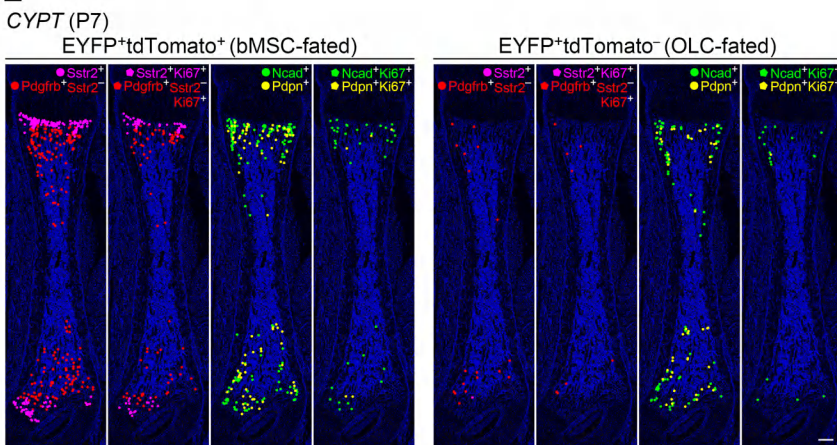 CYPT (P7)
EYFP⁺tdTomato⁺ (bMSC-fated)
EYFP⁺tdTomato⁻ (OLC-fated)
Sstr2⁺
Pdgfrb⁺Sstr2⁻
Sstr2⁺Ki67⁺
Pdgfrb⁺Sstr2⁻
Ki67⁺
Ncad⁺
Pdpn⁺
Ncad⁺Ki67⁺
Pdpn⁺Ki67⁺
Sstr2⁺
Pdgfrb⁺Sstr2⁻
Sstr2⁺Ki67⁺
Pdgfrb⁺Sstr2⁻
Ki67⁺
Ncad⁺
Pdpn⁺
Ncad⁺Ki67⁺
Pdpn⁺Ki67⁺